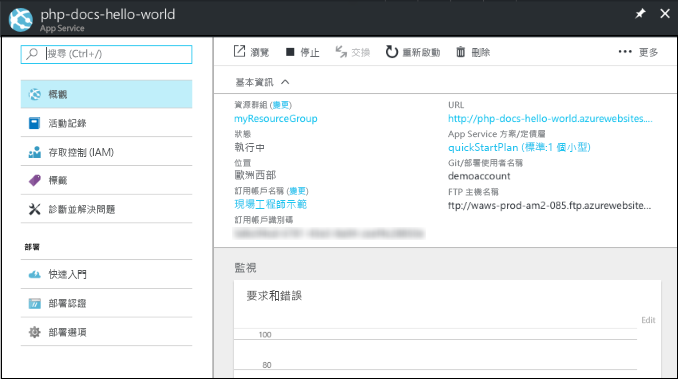 php-docs-hello-world
App Service
搜尋 (Ctrl+/)
概觀
活動記錄
存取控制 (IAM)
標籤
診斷並解決問題
部署
快速入門
部署認證
部署選項
瀏覽 停止 交換 重新啟動 刪除 更多
基本資訊
資源群組 (變更)
myResourceGroup
狀態
執行中
位置
歐洲西部
訂用帳戶名稱 (變更)
現場工程師示範
訂用帳戶識別碼
URL
http://php-docs-hello-world.azurewebsites....
App Service 方案/定價層
quickStartPlan (標準:1 個小型)
Git/部署使用者名稱
demoaccount
FTP 主機名稱
ftp://waws-prod-am2-085.ftp.azurewebsite...
監視
要求和錯誤
Edit
100
80